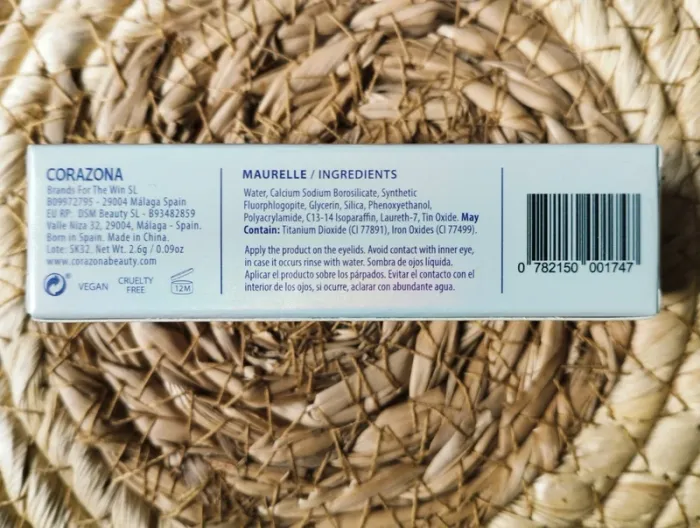 CORAZONA
Brands For The Win SL
B09972795 - 29004 Málaga Spain
EU RP: DSM Beauty SL - B93482859
Valle Niza 32, 29004, Málaga - Spain.
Born in Spain. Made in China.
Lote: SK32. Net Wt. 2.6g / 0.09oz
www.corazonabeauty.com
VEGAN
CRUELTY
FREE
12M
MAURELLE / INGREDIENTS
Water, Calcium Sodium Borosilicate, Synthetic
Fluorphlogopite, Glycerin, Silica, Phenoxyethanol,
Polyacrylamide, C13-14 Isoparaffin, Laureth-7, Tin Oxide. May
Contain: Titanium Dioxide (CI 77891), Iron Oxides (CI 77499).
Apply the product on the eyelids. Avoid contact with inner eye,
in case it occurs rinse with water. Sombra de ojos líquida.
Aplicar el producto sobre los párpados. Evitar el contacto con el
interior de los ojos, si ocurre, aclarar con abundante agua.
0 782150 001747